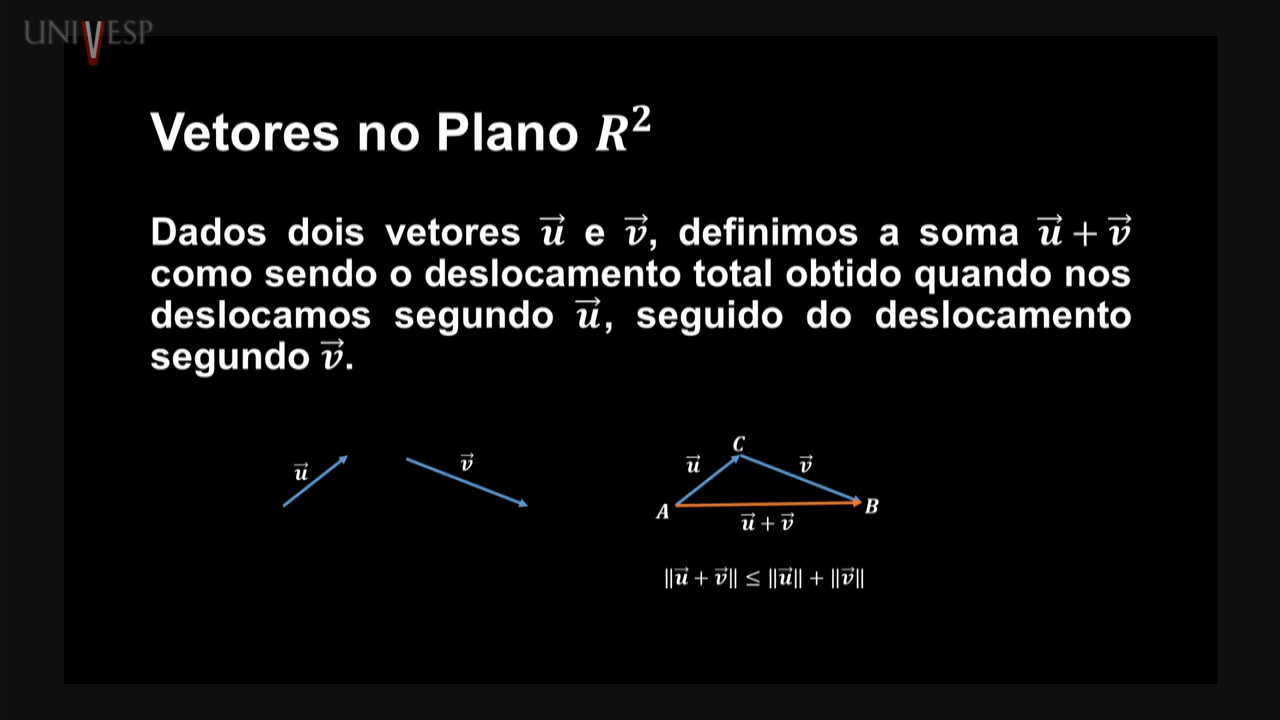 UNIVESP
Vetores no Plano R²
Dados dois vetores u⃗ e v⃗, definimos a soma u⃗ + v⃗
como sendo o deslocamento total obtido quando nos
deslocamos segundo u⃗, seguido do deslocamento
segundo v⃗.
u⃗
v⃗
C
u⃗
v⃗
A
B
u⃗ + v⃗
‖u⃗ + v⃗‖ ≤ ‖u⃗‖ + ‖v⃗‖